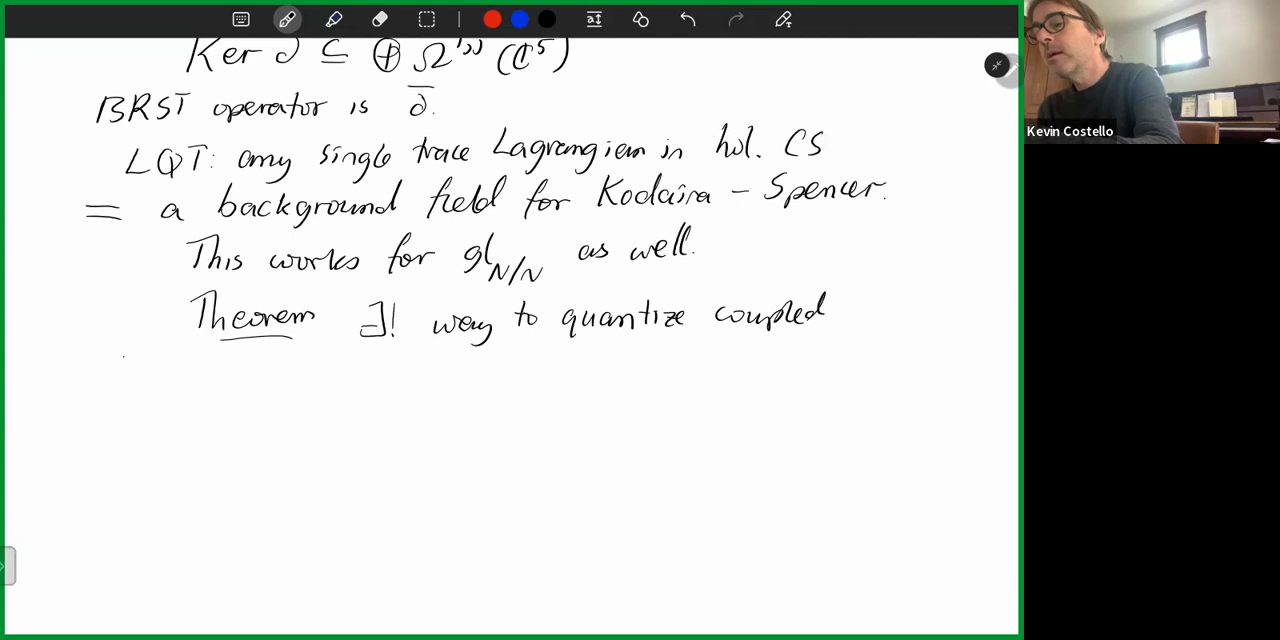 Ker ∂ ⊆ ⊕ Ω^{i,j} (ℂ^5)
BRST operator is ∂̄.
LQT: any single trace Lagrangian in hol. CS
= a background field for Kodaira - Spencer.
This works for gl_{N/N} as well.
Theorem ∃! way to quantize coupled
Kevin Costello